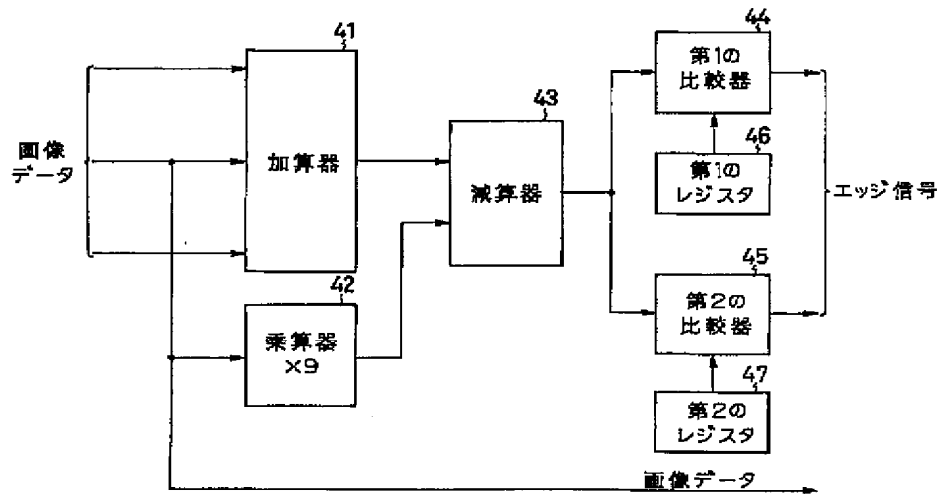 41
加算器
42
乗算器
×9
43
減算器
44
第1の
比較器
46
第1の
レジスタ
45
第2の
比較器
47
第2の
レジスタ
画像
データ
エッジ信号
画像データ